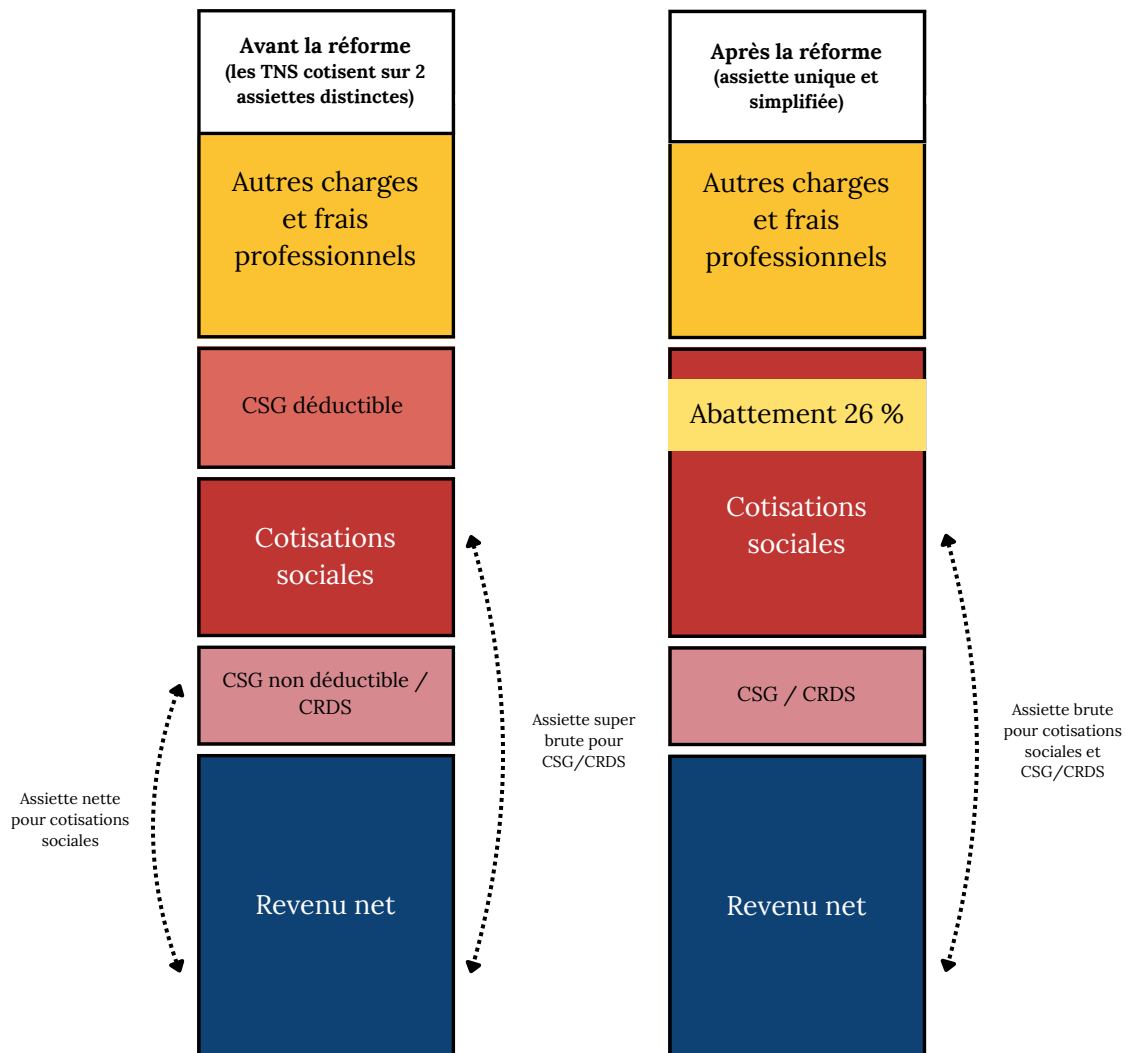 Avant la réforme
(les TNS cotisent sur 2
assiettes distinctes)
Autres charges
et frais
professionnels
CSG déductible
Cotisations
sociales
CSG non déductible /
CRDS
Revenu net
Assiette nette
pour cotisations
sociales
Assiette super
brute pour
CSG/CRDS
Après la réforme
(assiette unique et
simplifiée)
Autres charges
et frais
professionnels
Abattement 26 %
Cotisations
sociales
CSG / CRDS
Revenu net
Assiette brute
pour cotisations
sociales et
CSG/CRDS